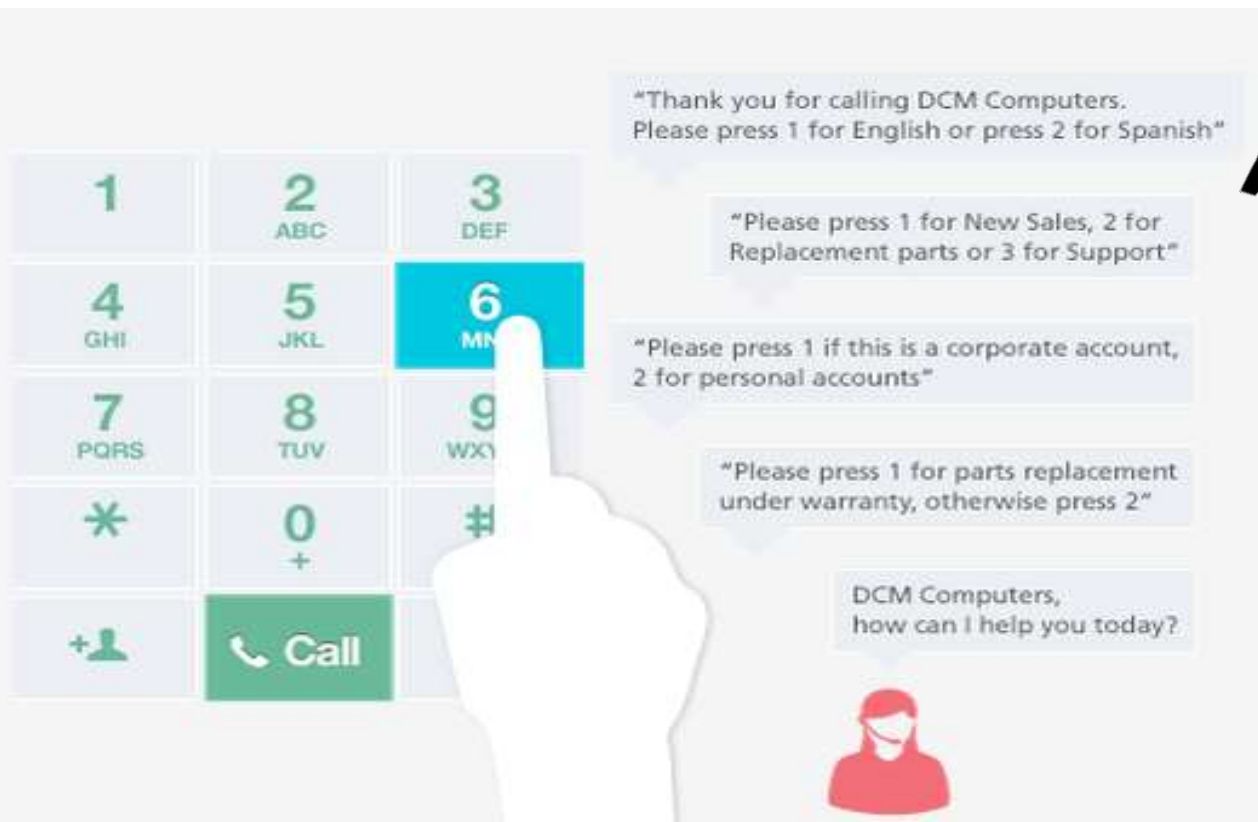 1
2
ABC
3
DEF
4
GHI
5
JKL
6
7
PQRS
8
TUV
9
*
0
+
#
+
Call
"Thank you for calling DCM Computers.
Please press 1 for English or press 2 for Spanish"
"Please press 1 for New Sales, 2 for
Replacement parts or 3 for Support"
"Please press 1 if this is a corporate account,
2 for personal accounts"
"Please press 1 for parts replacement
under warranty, otherwise press 2"
DCM Computers,
how can I help you today?